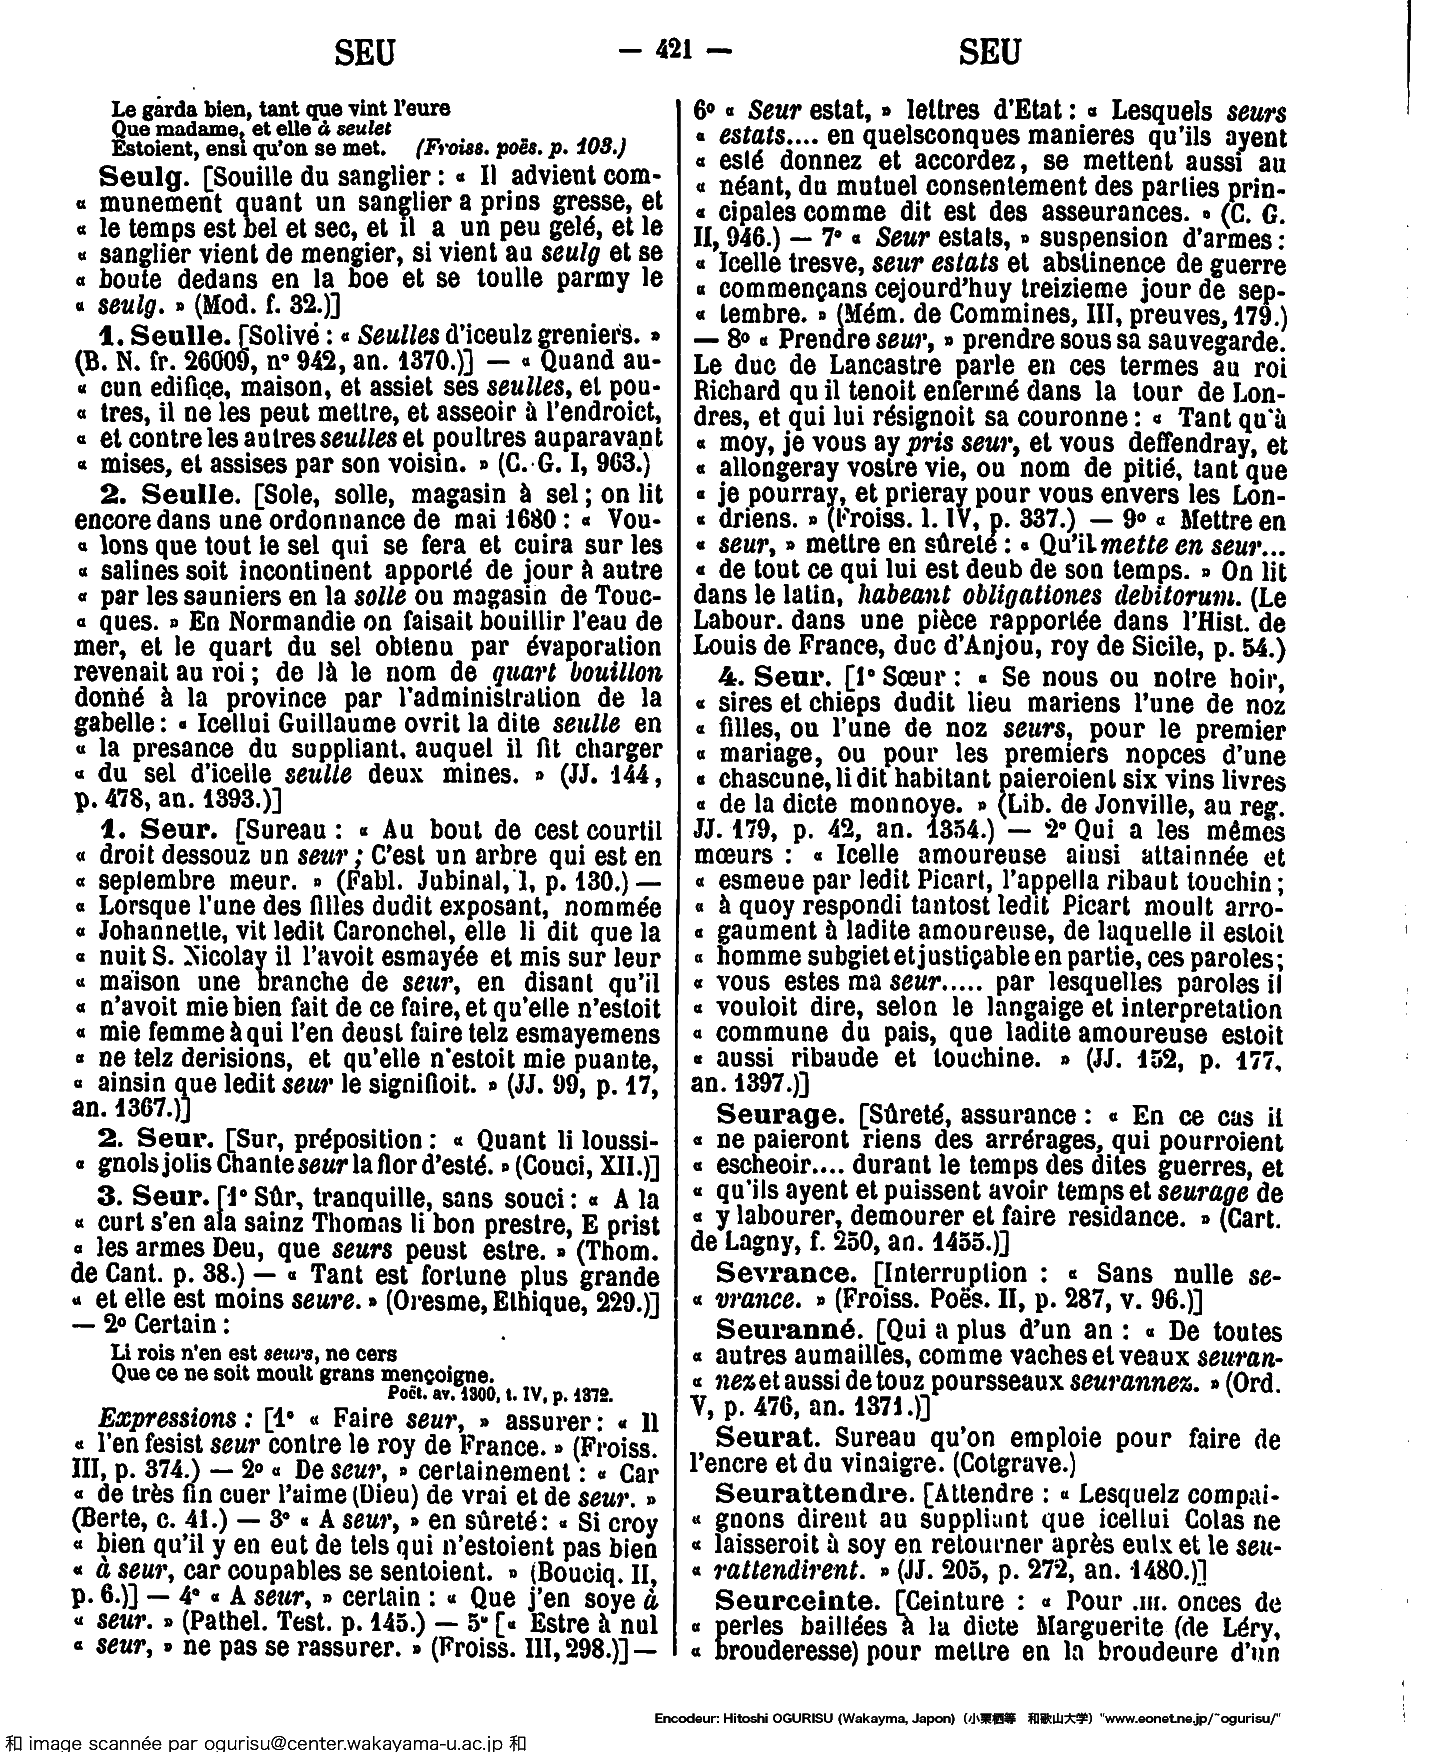 SEU — 421 — SEU
Le garda bien, tant que vint l'eure
Que madame, et elle à seulet
Estoient, ensi qu'on se met. (Froiss. poës. p. 103.)
Seulg. [Souille du sanglier : « Il advient com-
« munement quant un sanglier a prins gresse, et
« le temps est bel et sec, et il a un peu gelé, et le
« sanglier vient de mengier, si vient au seulg et se
« boute dedans en la boe et se toulle parmy le
« seulg. » (Mod. f. 32.)]
1. Seulle. [Solivé : « Seulles d'iceulz greniers. »
(B. N. fr. 26009, n° 942, an. 1370.)] — « Quand au-
« cun edifice, maison, et assiet ses seulles, et pou-
« tres, il ne les peut mettre, et asseoir à l'endroict,
« et contre les autres seulles et poultres auparavant
« mises, et assises par son voisin. » (C. G. I, 963.)
2. Seulle. [Sole, solle, magasin à sel ; on lit
encore dans une ordonnance de mai 1680 : « Vou-
« lons que tout le sel qui se fera et cuira sur les
« salines soit incontinent apporté de jour à autre
« par les sauniers en la solle ou magasin de Touc-
« ques. » En Normandie on faisait bouillir l'eau de
mer, et le quart du sel obtenu par évaporation
revenait au roi ; de là le nom de quart bouillon
donné à la province par l'administration de la
gabelle : « Icellui Guillaume ovrit la dite seulle en
« la presance du suppliant, auquel il fit charger
« du sel d'icelle seulle deux mines. » (JJ. 144,
p. 478, an. 1393.)]
1. Seur. [Sureau : « Au bout de cest courtil
« droit dessouz un seur ; C'est un arbre qui est en
« septembre meur. » (Fabl. Jubinal, I, p. 130.) —
« Lorsque l'une des filles dudit exposant, nommée
« Johannette, vit ledit Caronchel, elle li dit que la
« nuit S. Nicolay il l'avoit esmayée et mis sur leur
« maison une branche de seur, en disant qu'il
« n'avoit mie bien fait de ce faire, et qu'elle n'estoit
« mie femme à qui l'en deust faire telz esmayemens
« ne telz derisions, et qu'elle n'estoit mie puante,
« ainsin que ledit seur le signifioit. » (JJ. 99, p. 17,
an. 1367.)]
2. Seur. [Sur, préposition : « Quant li loussi-
« gnols jolis Chante seur la flor d'esté. » (Couci, XII.)]
3. Seur. [1° Sûr, tranquille, sans souci : « A la
« curt s'en ala sainz Thomas li bon prestre, E prist
« les armes Deu, que seurs peust estre. » (Thom.
de Cant. p. 38.) — « Tant est fortune plus grande
« et elle est moins seure. » (Oresme, Ethique, 229.)]
— 2° Certain :
Li rois n'en est seurs, ne cers
Que ce ne soit moult grans mençoigne.
Poët. av. 1300, t. IV, p. 1372.
Expressions : [1° « Faire seur, » assurer : « Il
« l'en fesist seur contre le roy de France. » (Froiss.
III, p. 374.) — 2° « De seur, » certainement : « Car
« de très fin cuer l'aime (Dieu) de vrai et de seur. »
(Berte, c. 41.) — 3° « A seur, » en sûreté : « Si croy
« bien qu'il y en eut de tels qui n'estoient pas bien
« à seur, car coupables se sentoient. » (Bouciq. II,
p. 6.)] — 4° « A seur, » certain : « Que j'en soye à
« seur. » (Pathel. Test. p. 145.) — 5° [« Estre à nul
« seur, » ne pas se rassurer. » (Froiss. III, 298.)] —
6° « Seur estat, » lettres d'Etat : « Lesquels seurs
« estats.... en quelsconques manieres qu'ils ayent
« esté donnez et accordez, se mettent aussi au
« néant, du mutuel consentement des parties prin-
« cipales comme dit est des asseurances. » (C. G.
II, 946.) — 7° « Seur estats, » suspension d'armes :
« Icelle tresve, seur estats et abstinence de guerre
« commençans cejourd'huy treizieme jour de sep-
« tembre. » (Mém. de Commines, III, preuves, 179.)
— 8° « Prendre seur, » prendre sous sa sauvegarde.
Le duc de Lancastre parle en ces termes au roi
Richard qu il tenoit enfermé dans la tour de Lon-
dres, et qui lui résignoit sa couronne : « Tant qu'à
« moy, je vous ay pris seur, et vous deffendray, et
« allongeray vostre vie, ou nom de pitié, tant que
« je pourray, et prieray pour vous envers les Lon-
« driens. » (Froiss. l. IV, p. 337.) — 9° « Mettre en
« seur, » mettre en sûreté : « Qu'il mette en seur...
« de tout ce qui lui est deub de son temps. » On lit
dans le latin, habeant obligationes debitorum. (Le
Labour. dans une pièce rapportée dans l'Hist. de
Louis de France, duc d'Anjou, roy de Sicile, p. 54.)
4. Seur. [1° Sœur : « Se nous ou notre hoir,
« sires et chieps dudit lieu mariens l'une de noz
« filles, ou l'une de noz seurs, pour le premier
« mariage, ou pour les premiers nopces d'une
« chascune, li dit habitant paieroient six vins livres
« de la dicte monnoye. » (Lib. de Jonville, au reg.
JJ. 179, p. 42, an. 1354.) — 2° Qui a les mêmes
mœurs : « Icelle amoureuse ainsi attainnée et
« esmeue par ledit Picart, l'appella ribaut touchin ;
« à quoy respondi tantost ledit Picart moult arro-
« gaument à ladite amoureuse, de laquelle il estoit
« homme subgiet et justiçable en partie, ces paroles ;
« vous estes ma seur..... par lesquelles paroles il
« vouloit dire, selon le langaige et interpretation
« commune du pais, que ladite amoureuse estoit
« aussi ribaude et touchine. » (JJ. 152, p. 177,
an. 1397.)]
Seurage. [Sûreté, assurance : « En ce cas il
« ne paieront riens des arrérages, qui pourroient
« escheoir.... durant le temps des dites guerres, et
« qu'ils ayent et puissent avoir temps et seurage de
« y labourer, demourer et faire residance. » (Cart.
de Lagny, f. 250, an. 1455.)]
Sevrance. [Interruption : « Sans nulle se-
« vrance. » (Froiss. Poës. II, p. 287, v. 96.)]
Seuranné. [Qui a plus d'un an : « De toutes
« autres aumailles, comme vaches et veaux seuran-
« nez et aussi de touz poursseaux seurannez. » (Ord.
V, p. 476, an. 1371.)]
Seurat. Sureau qu'on emploie pour faire de
l'encre et du vinaigre. (Cotgrave.)
Seurattendre. [Attendre : « Lesquelz compai-
« gnons dirent au suppliant que icellui Colas ne
« laisseroit à soy en retourner après eulx et le seu-
« rattendirent. » (JJ. 205, p. 272, an. 1480.)]
Seurceinte. [Ceinture : « Pour .III. onces de
« perles baillées à la dicte Marguerite (de Léry,
« brouderesse) pour mettre en la broudeure d'un
Encodeur: Hitoshi OGURISU (Wakayma, Japon) (小栗栖等 和歌山大学) "www.eonet.ne.jp/~ogurisu/"
和 image scannée par ogurisu@center.wakayama-u.ac.jp 和